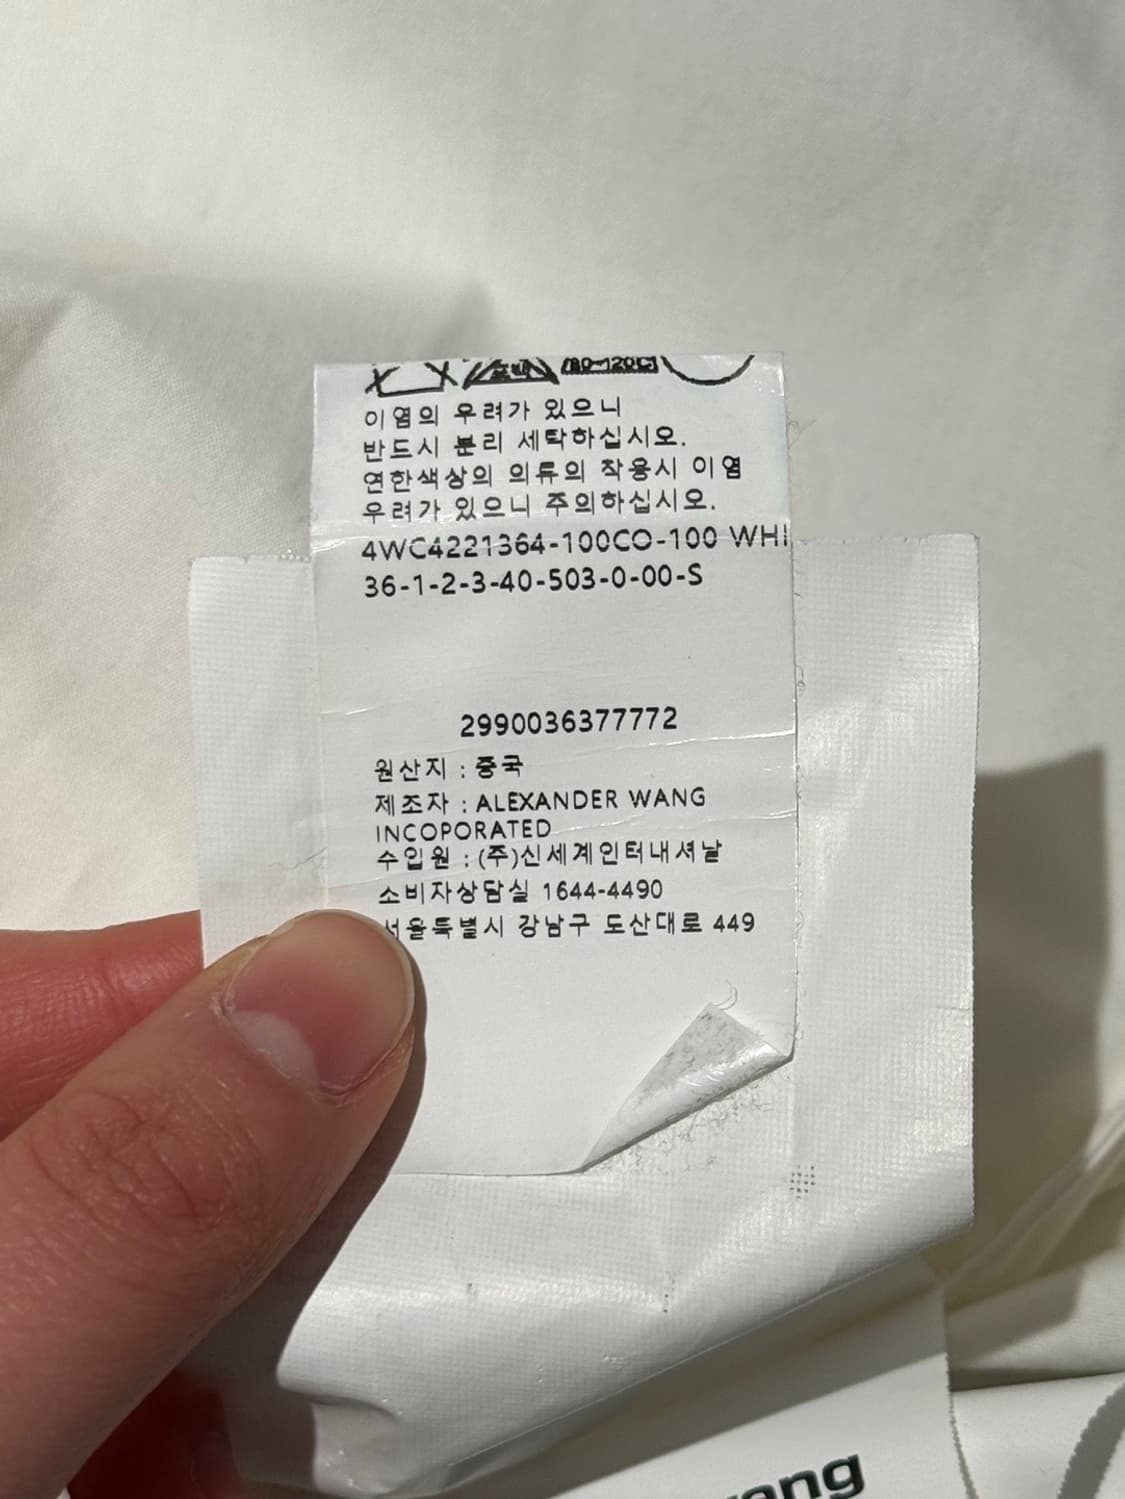 80~120C
이염의 우려가 있으니
반드시 분리 세탁하십시오.
연한색상의 의류의 착용시 이염
우려가 있으니 주의하십시오.
4WC4221364-100CO-100 WHI
36-1-2-3-40-503-0-00-S
2990036377772
원산지 : 중국
제조자 : ALEXANDER WANG
INCOPORATED
수입원 : (주)신세계인터내셔날
소비자상담실 1644-4490
서울특별시 강남구 도산대로 449
wang